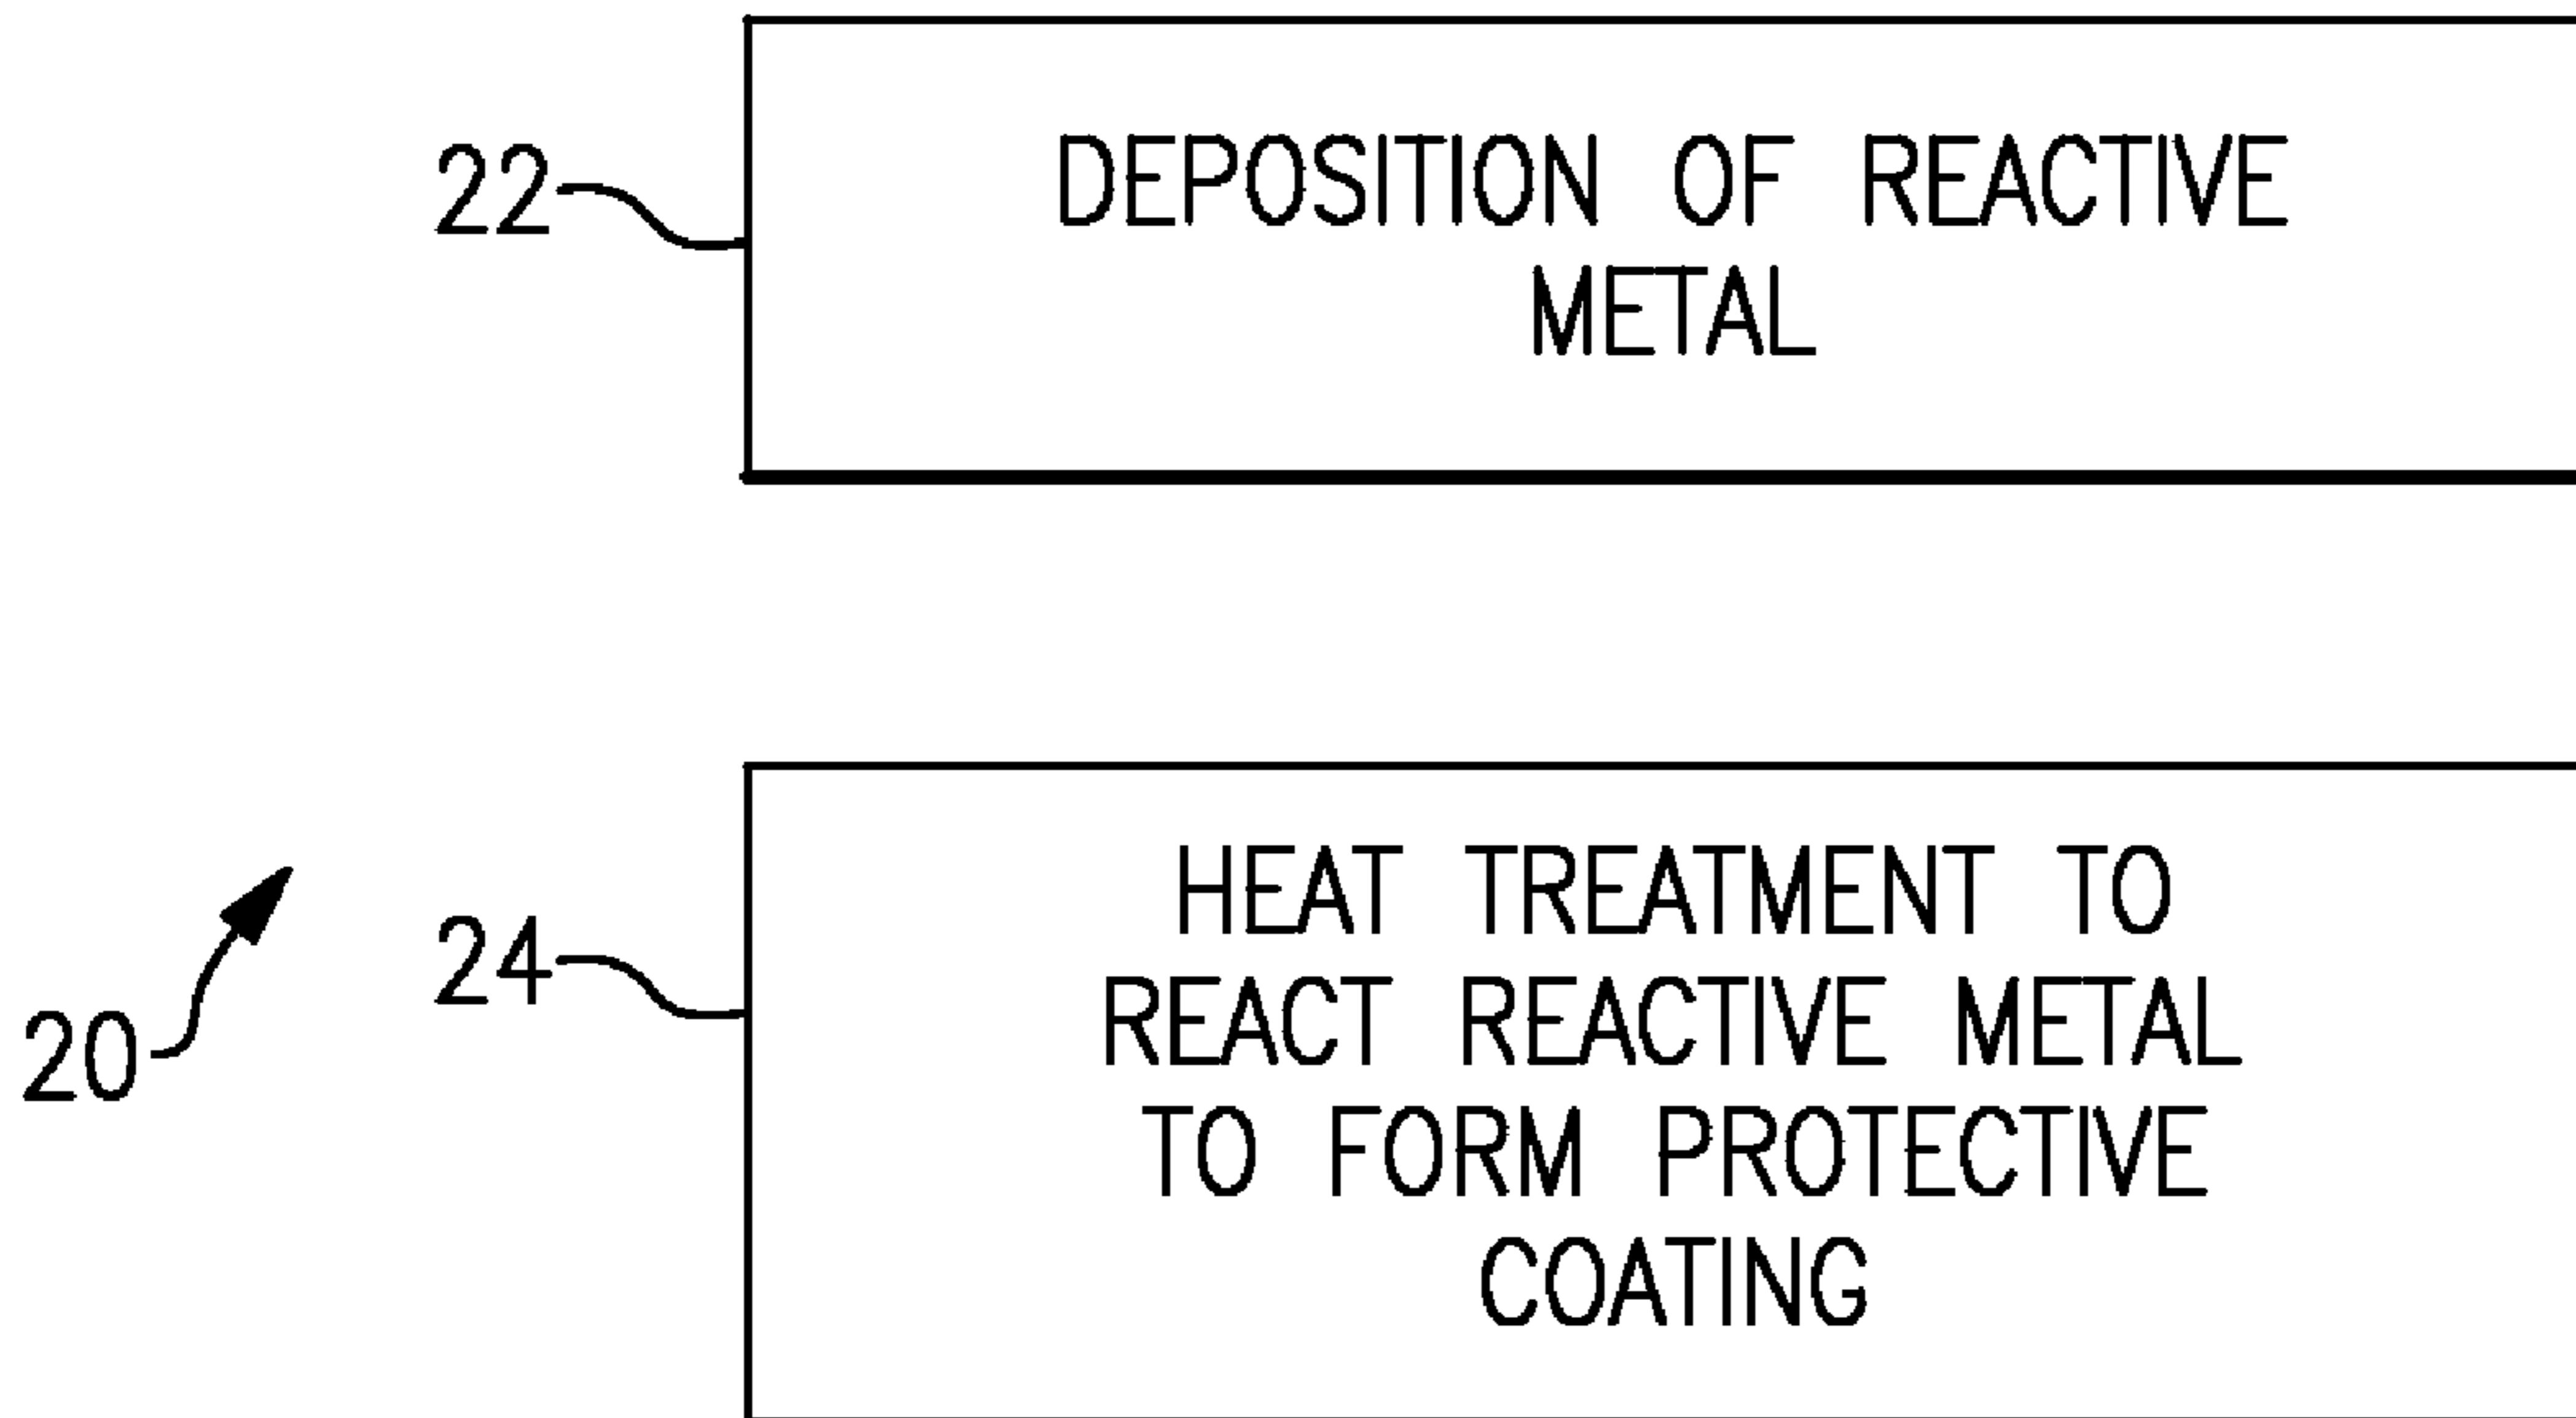 22
DEPOSITION OF REACTIVE
METAL
20
24
HEAT TREATMENT TO
REACT REACTIVE METAL
TO FORM PROTECTIVE
COATING